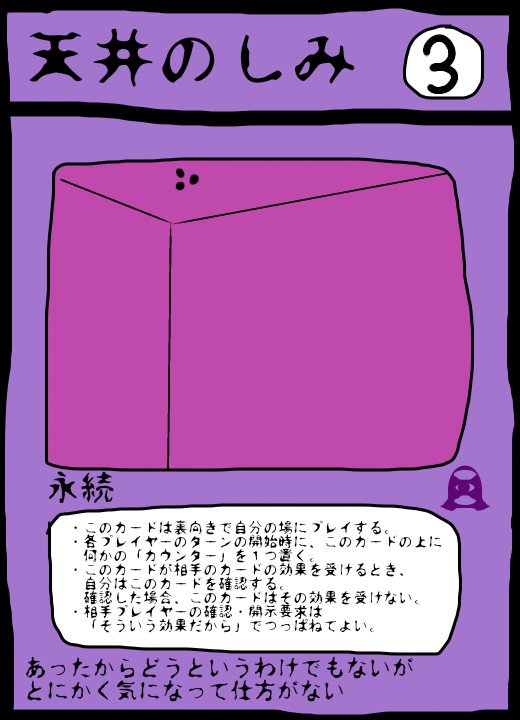 天井のしみ
3
永続
・このカードは裏向きで自分の場にプレイする。
・各プレイヤーのターンの開始時に、このカードの上に
何かの「カウンター」を1つ置く。
・このカードが相手のカードの効果を受けるとき、
自分はこのカードを確認する。
確認した場合、このカードはその効果を受けない。
・相手プレイヤーの確認・開示要求は
「そういう効果だから」でつっぱねてよい。
あったからどうというわけでもないが
とにかく気になって仕方がない